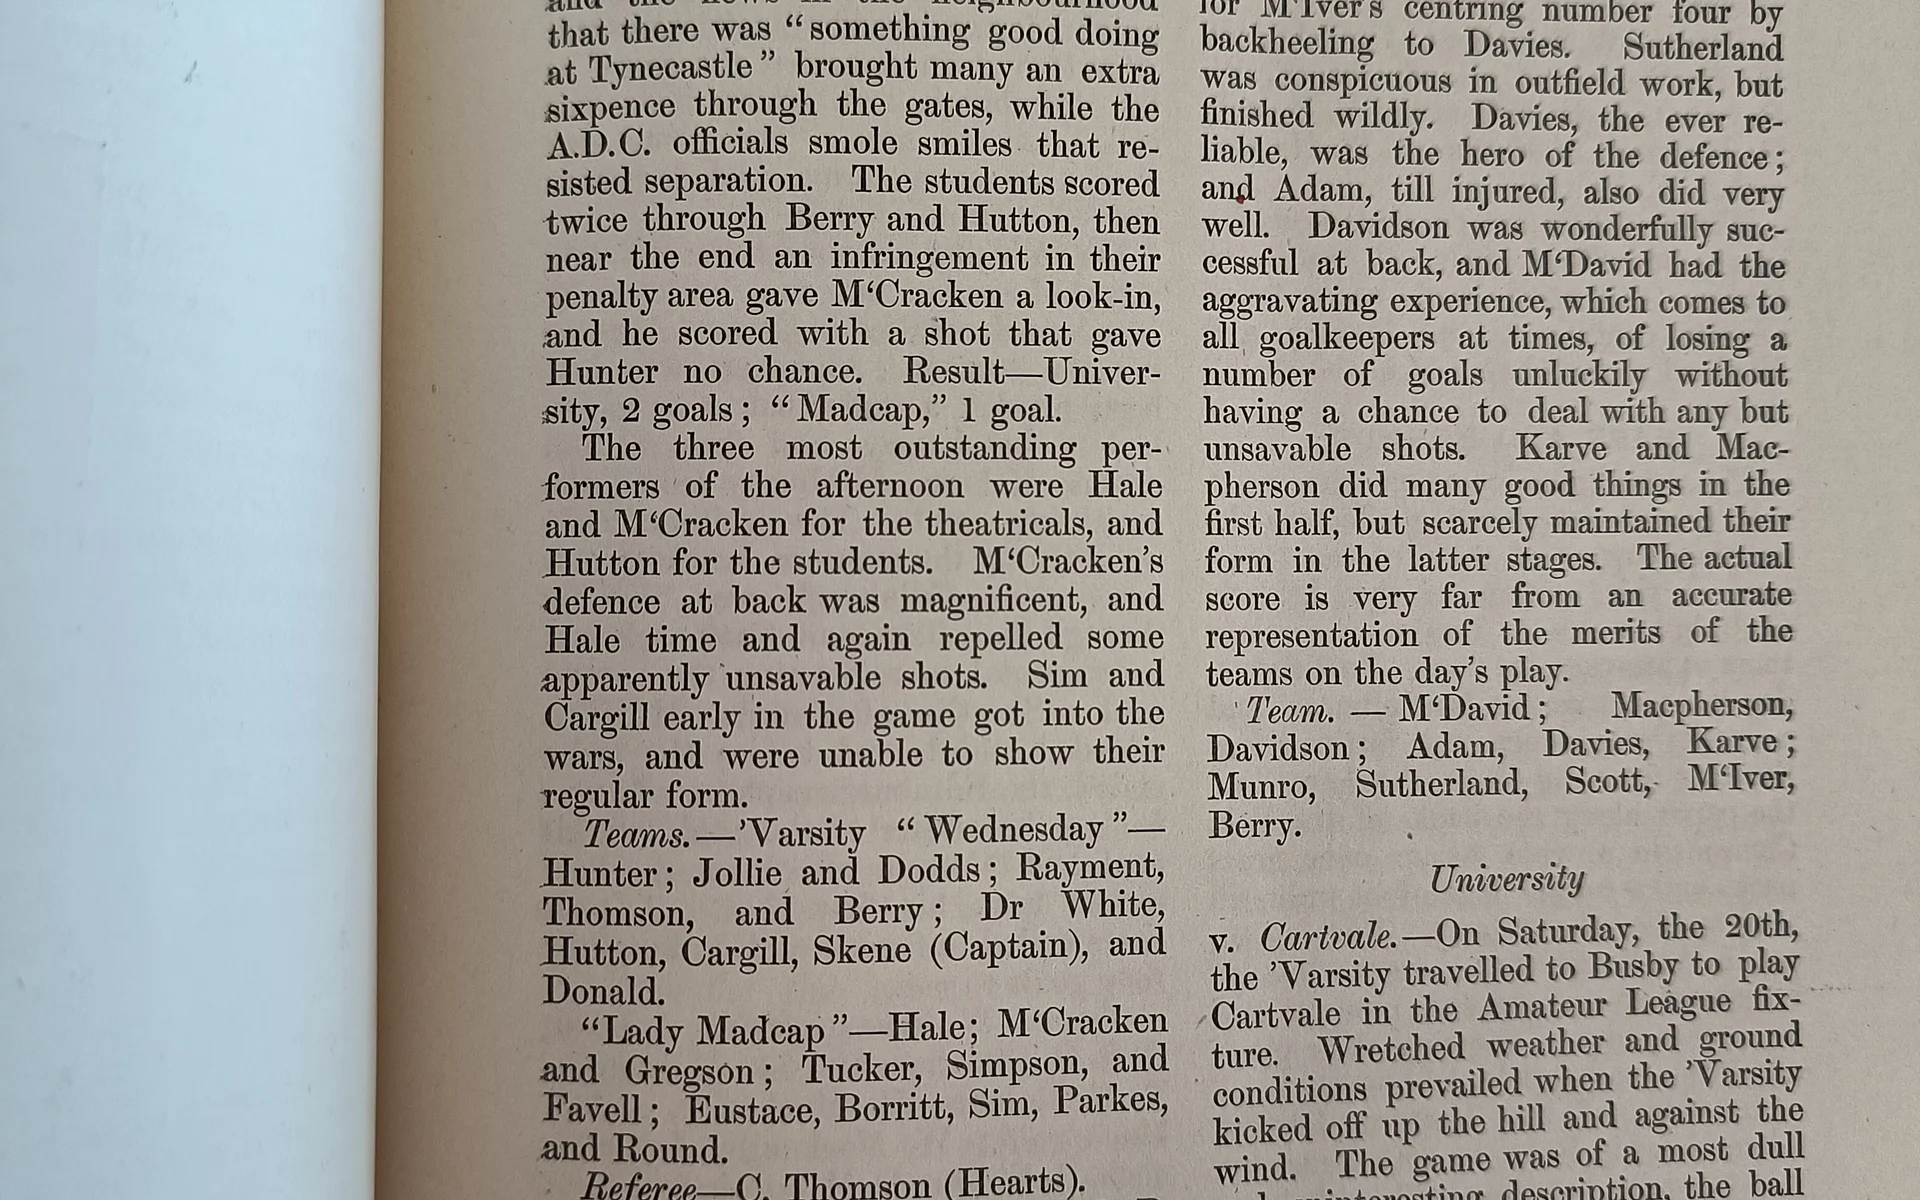 and the news in the neighbourhood
that there was “something good doing
at Tynecastle” brought many an extra
sixpence through the gates, while the
A.D.C. officials smole smiles that re-
sisted separation. The students scored
twice through Berry and Hutton, then
near the end an infringement in their
penalty area gave M‘Cracken a look-in,
and he scored with a shot that gave
Hunter no chance. Result—Univer-
sity, 2 goals; “Madcap,” 1 goal.
The three most outstanding per-
formers of the afternoon were Hale
and M‘Cracken for the theatricals, and
Hutton for the students. M‘Cracken’s
defence at back was magnificent, and
Hale time and again repelled some
apparently unsavable shots. Sim and
Cargill early in the game got into the
wars, and were unable to show their
regular form.
Teams.—’Varsity “Wednesday”—
Hunter; Jollie and Dodds; Rayment,
Thomson, and Berry; Dr White,
Hutton, Cargill, Skene (Captain), and
Donald.
“Lady Madcap”—Hale; M‘Cracken
and Gregson; Tucker, Simpson, and
Favell; Eustace, Borritt, Sim, Parkes,
and Round.
Referee—C. Thomson (Hearts).
for M‘Iver’s centring number four by
backheeling to Davies. Sutherland
was conspicuous in outfield work, but
finished wildly. Davies, the ever re-
liable, was the hero of the defence;
and Adam, till injured, also did very
well. Davidson was wonderfully suc-
cessful at back, and M‘David had the
aggravating experience, which comes to
all goalkeepers at times, of losing a
number of goals unluckily without
having a chance to deal with any but
unsavable shots. Karve and Mac-
pherson did many good things in the
first half, but scarcely maintained their
form in the latter stages. The actual
score is very far from an accurate
representation of the merits of the
teams on the day’s play.
Team. — M‘David; Macpherson,
Davidson; Adam, Davies, Karve;
Munro, Sutherland, Scott, M‘Iver,
Berry.
University
v. Cartvale.—On Saturday, the 20th,
the ’Varsity travelled to Busby to play
Cartvale in the Amateur League fix-
ture. Wretched weather and ground
conditions prevailed when the ’Varsity
kicked off up the hill and against the
wind. The game was of a most dull
description, the ball